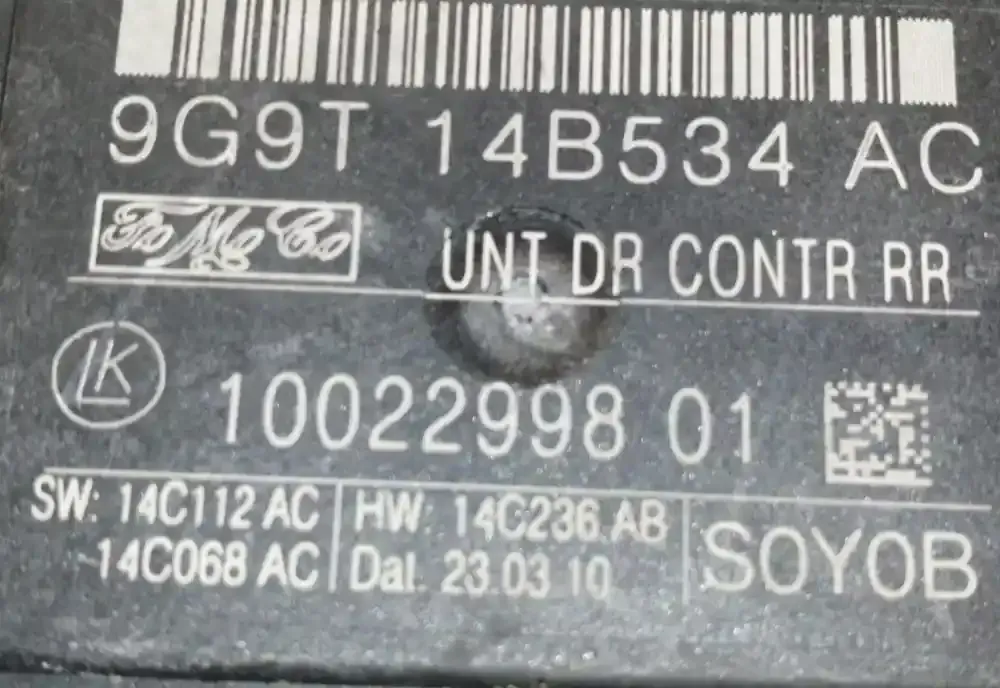 9G9T 14B534 AC
FoMoCo
UNT DR CONTR RR
LK
10022998 01
SW: 14C112 AC
14C068 AC
HW: 14C236 AB
Dat. 23.03.10
SOYOB